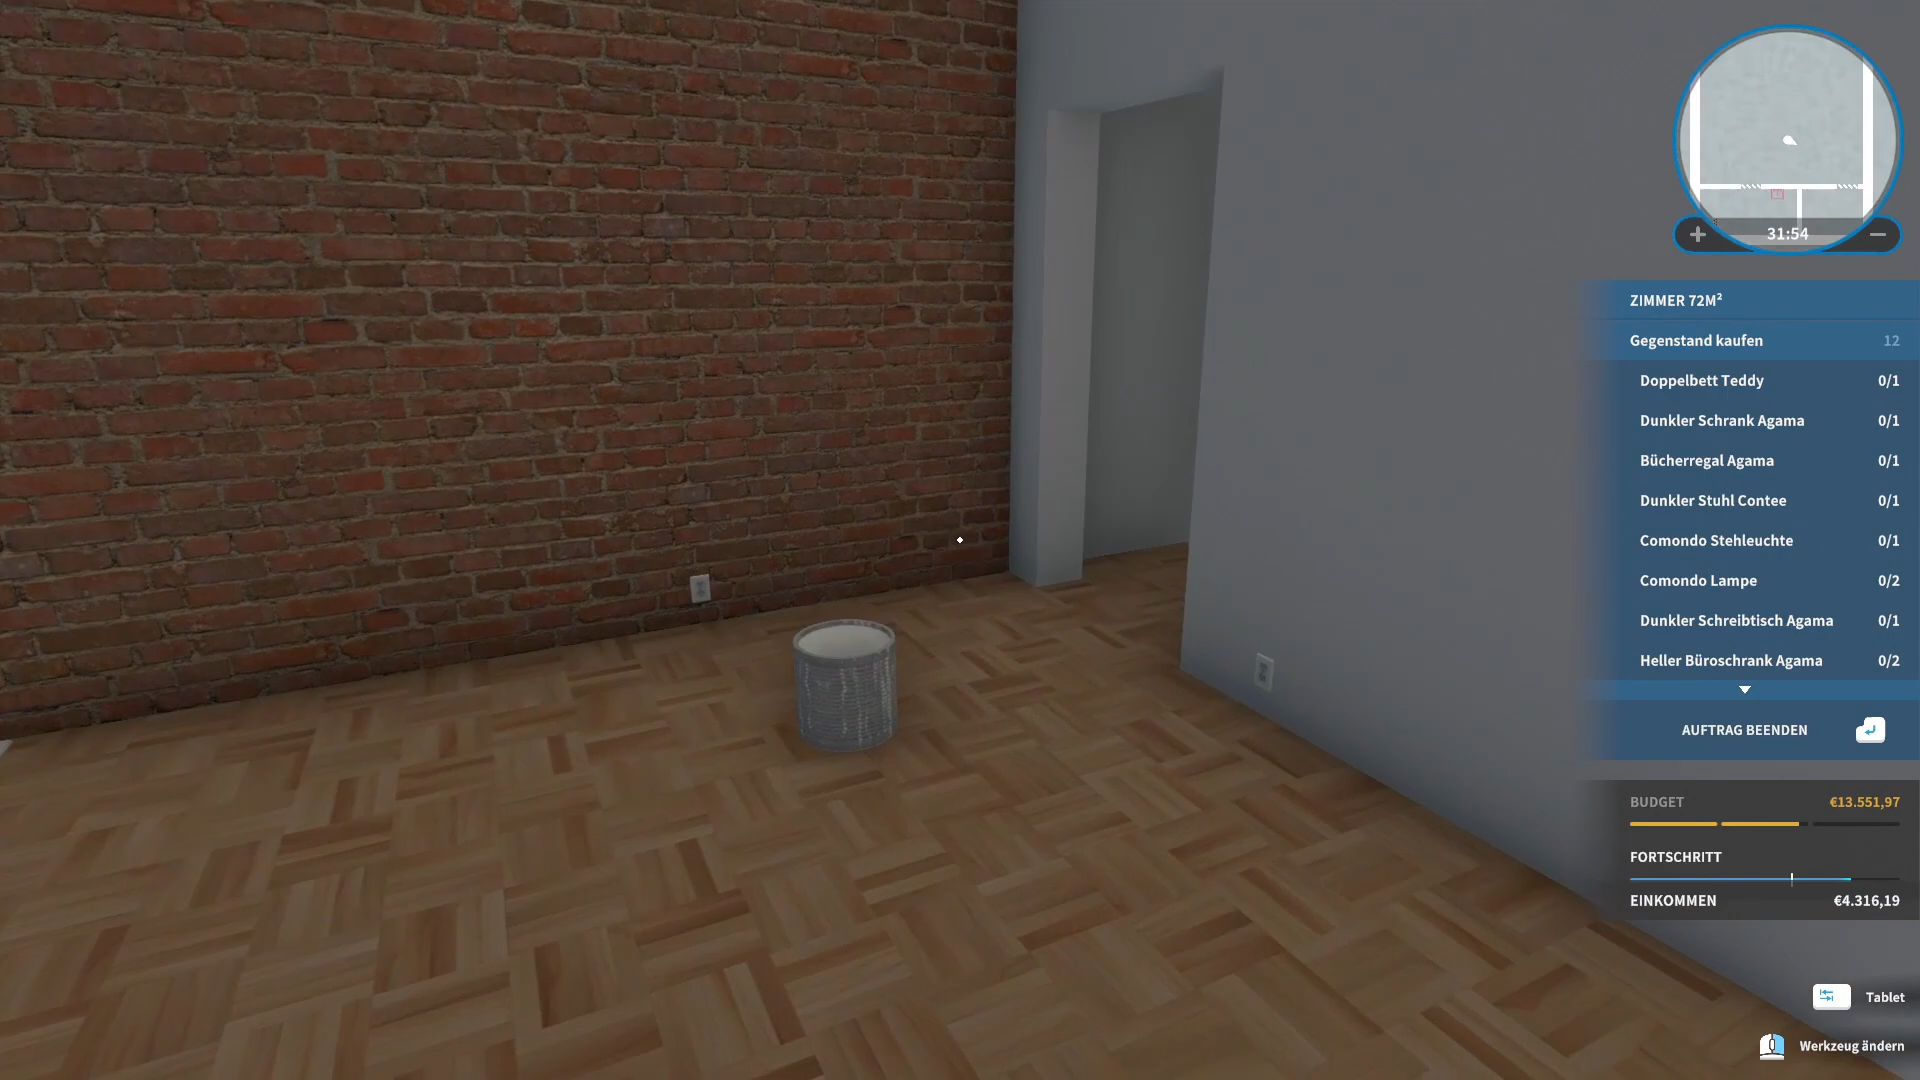 31:54
ZIMMER 72M²
Gegenstand kaufen 12
Doppelbett Teddy 0/1
Dunkler Schrank Agama 0/1
Bücherregal Agama 0/1
Dunkler Stuhl Contee 0/1
Comondo Stehleuchte 0/1
Comondo Lampe 0/2
Dunkler Schreibtisch Agama 0/1
Heller Büroschrank Agama 0/2
AUFTRAG BEENDEN
BUDGET €13.551,97
FORTSCHRITT
EINKOMMEN €4.316,19
Tablet
Werkzeug ändern